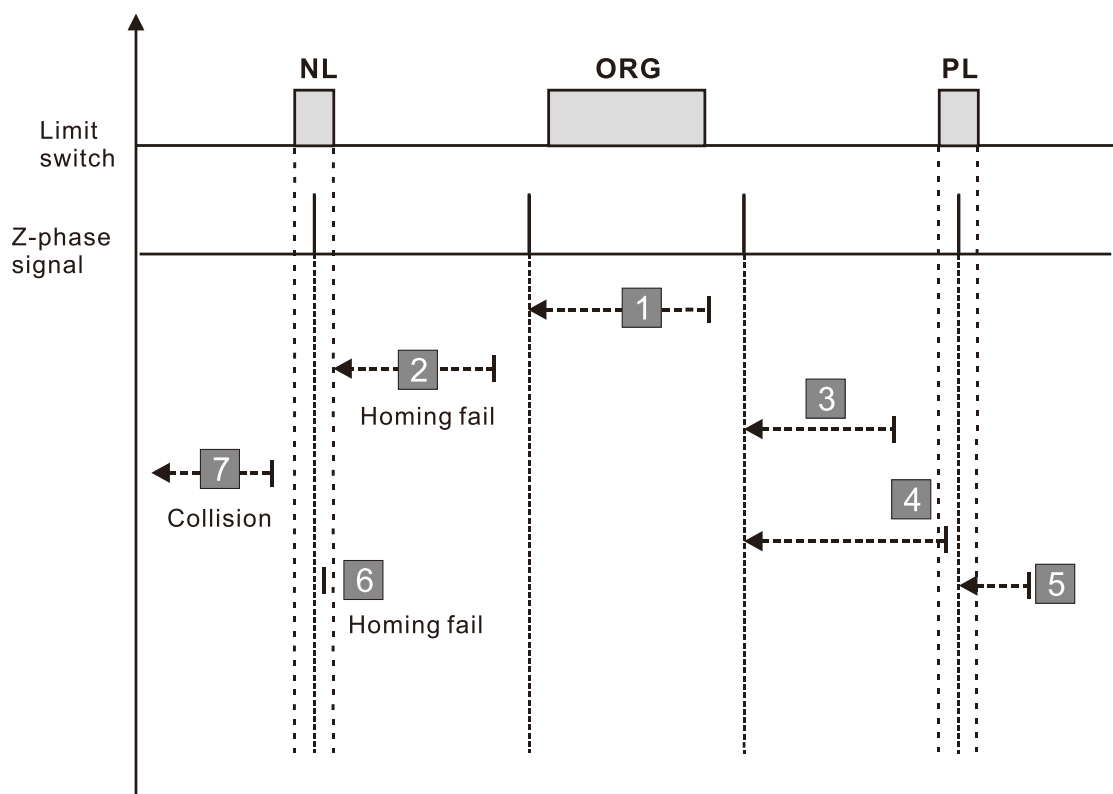 NL
ORG
PL
Limit
switch
Z-phase
signal
1
2
Homing fail
3
7
Collision
4
6
Homing fail
5